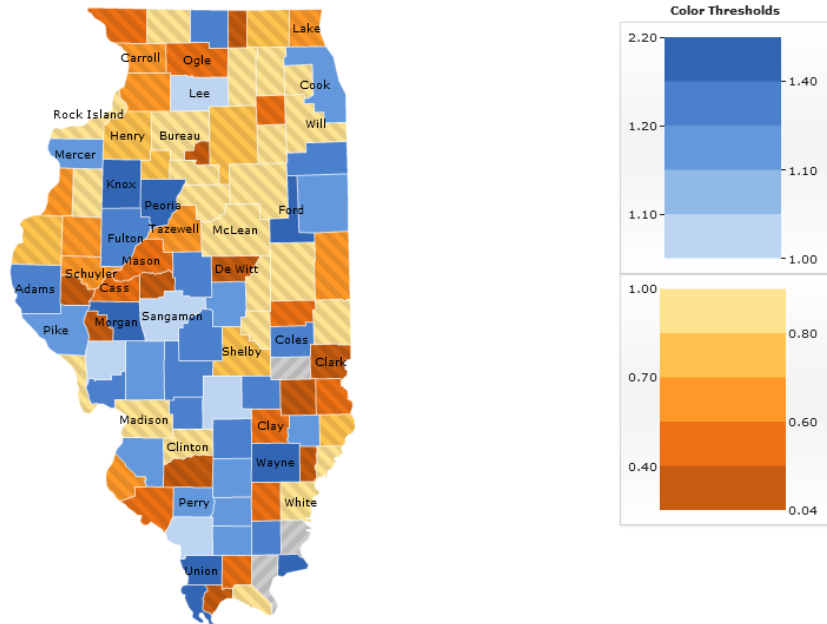 Color Thresholds
Lake
Carroll
Ogle
Cook
Lee
Rock Island
Will
Henry
Bureau
Mercer
Knox
Peoria
Ford
Tazewell
McLean
Fulton
Mason
De Witt
Schuyler
Adams
Cass
Morgan
Sangamon
Pike
Coles
Shelby
Clark
Madison
Clay
Clinton
Wayne
Perry
White
Union
2.20
1.40
1.20
1.10
1.10
1.00
1.00
0.80
0.70
0.60
0.40
0.04